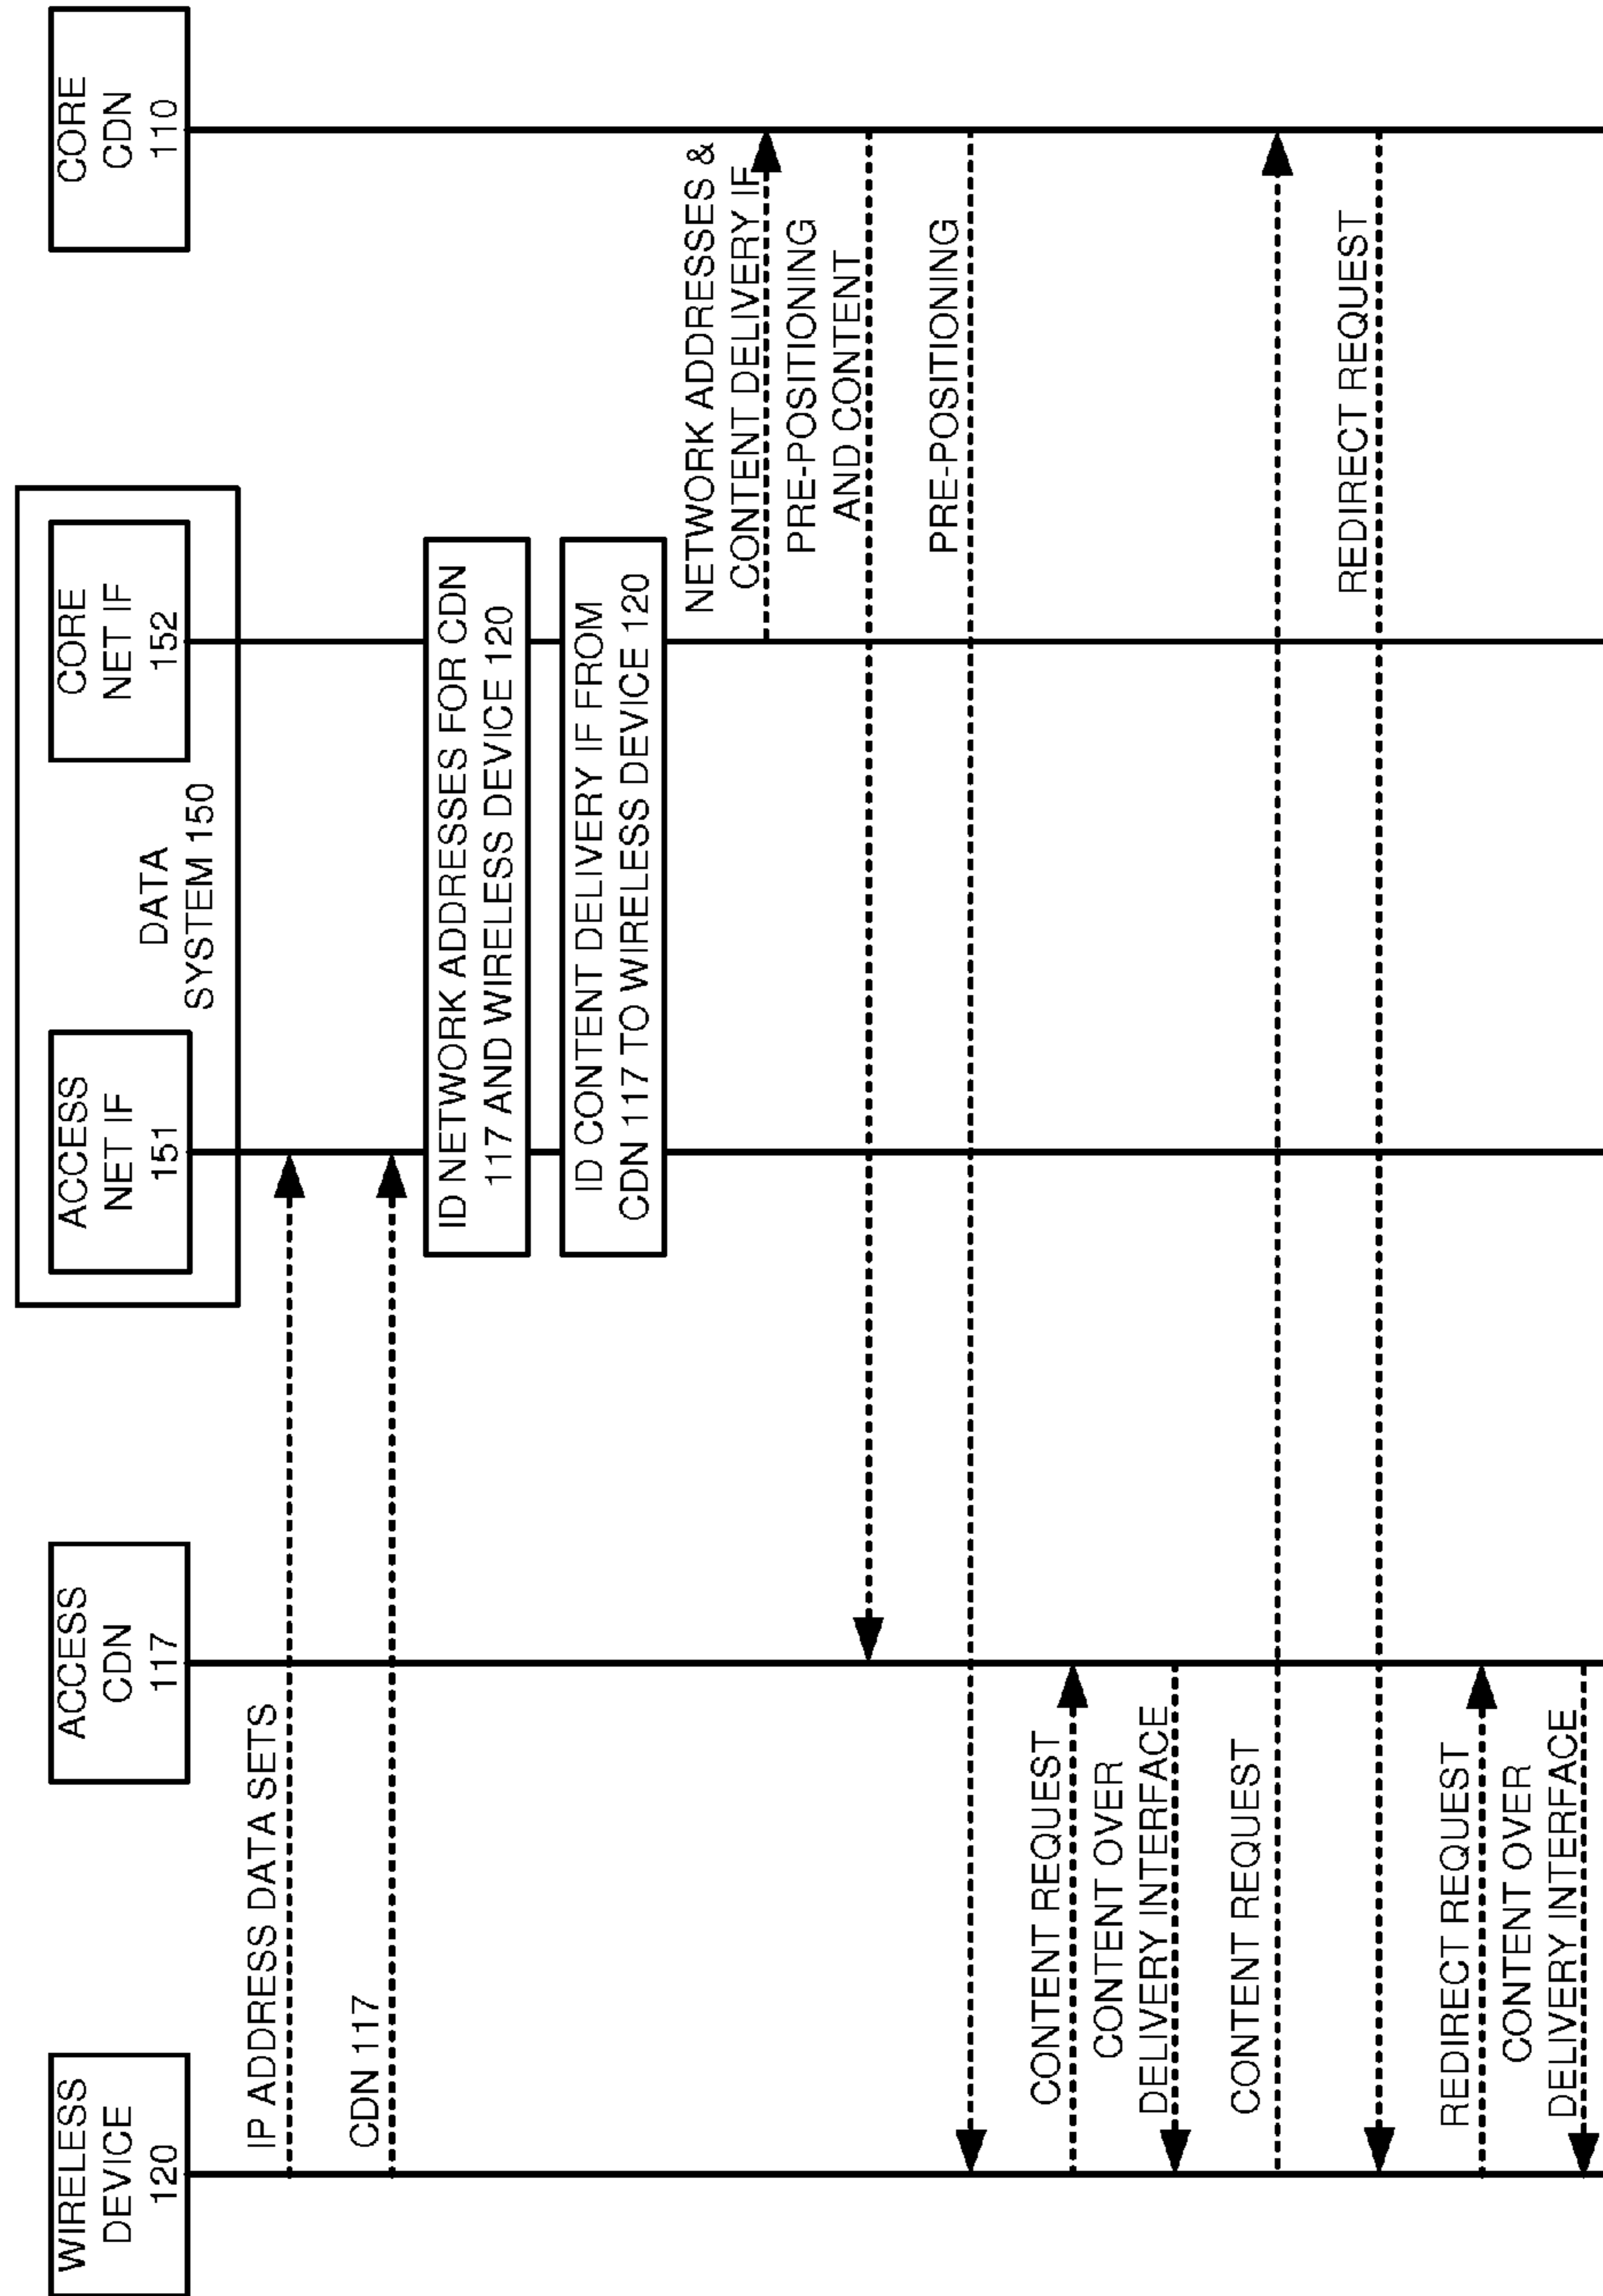 WIRELESS
DEVICE
120
ACCESS
CDN
117
ACCESS
NET IF
151
DATA
SYSTEM 150
CORE
NET IF
152
CORE
CDN
110
IP ADDRESS DATA SETS
CDN 117
ID NETWORK ADDRESSES FOR CDN
117 AND WIRELESS DEVICE 120
ID CONTENT DELIVERY IF FROM
CDN 117 TO WIRELESS DEVICE 120
NETWORK ADDRESSES &
CONTENT DELIVERY IF
PRE-POSITIONING
AND CONTENT
PRE-POSITIONING
CONTENT REQUEST
CONTENT OVER
DELIVERY INTERFACE
CONTENT REQUEST
REDIRECT REQUEST
REDIRECT REQUEST
CONTENT OVER
DELIVERY INTERFACE